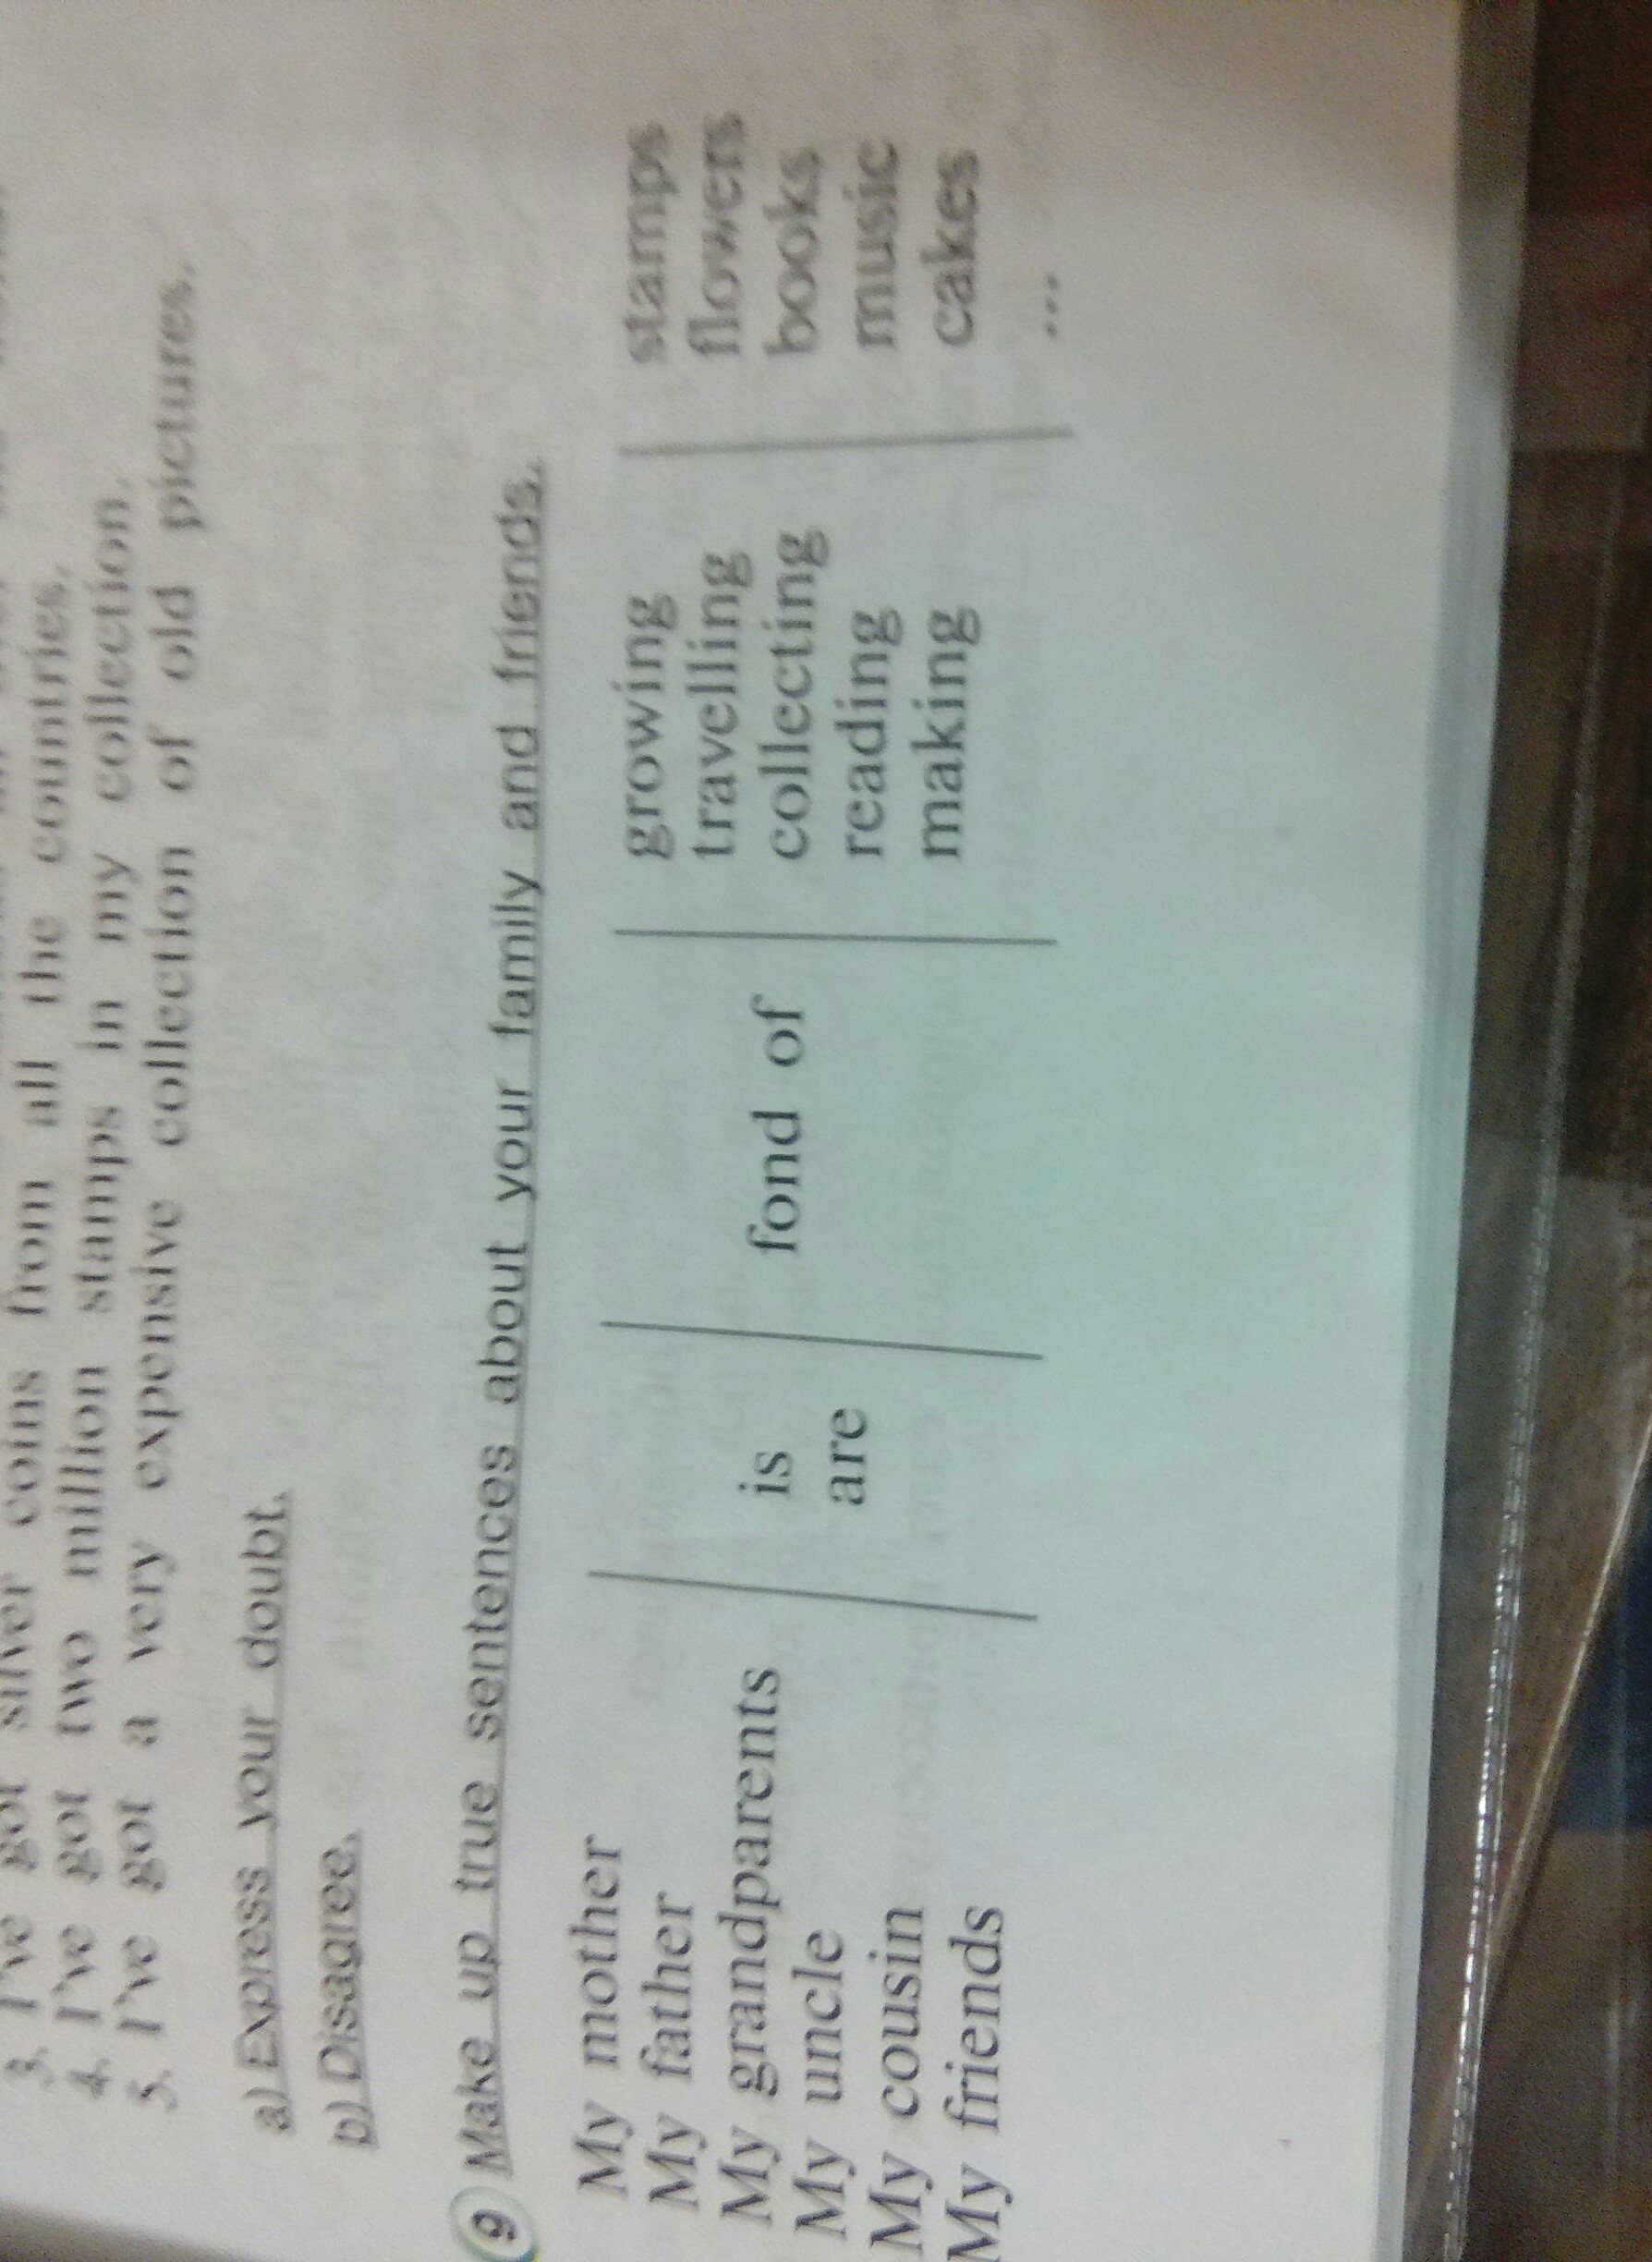 3. I've got silver coins from all the countries.
4. I've got two million stamps in my collection.
5. I've got a very expensive collection of old pictures.
a) Express your doubt.
b) Disagree.
9 Make up true sentences about your family and friends.
My mother
My father
My grandparents
My uncle
My cousin
My friends
is
are
fond of
growing
travelling
collecting
reading
making
stamps
flowers
books
music
cakes
...